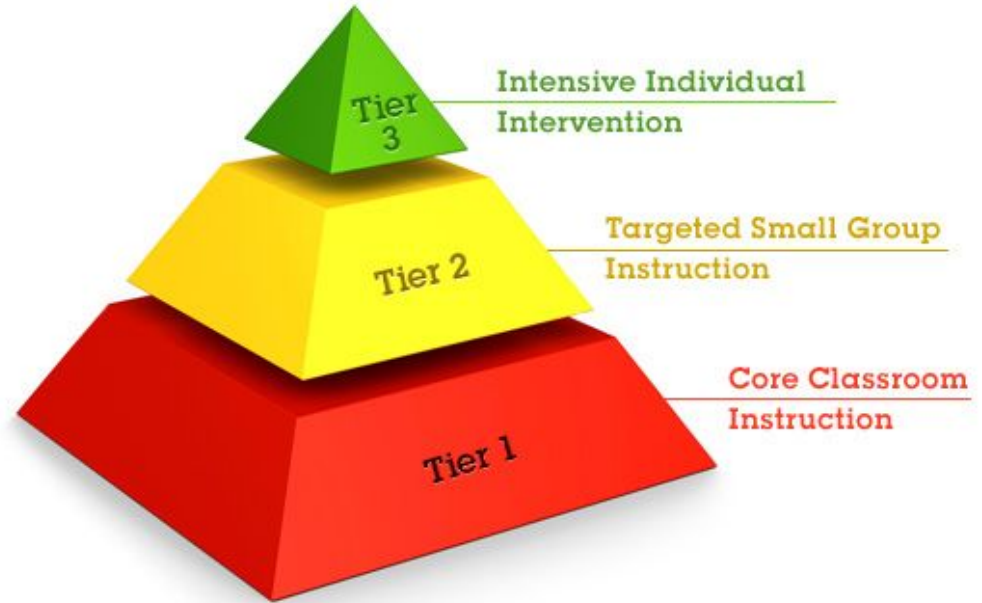 Tier
3
Intensive Individual
Intervention
Tier 2
Targeted Small Group
Instruction
Tier 1
Core Classroom
Instruction